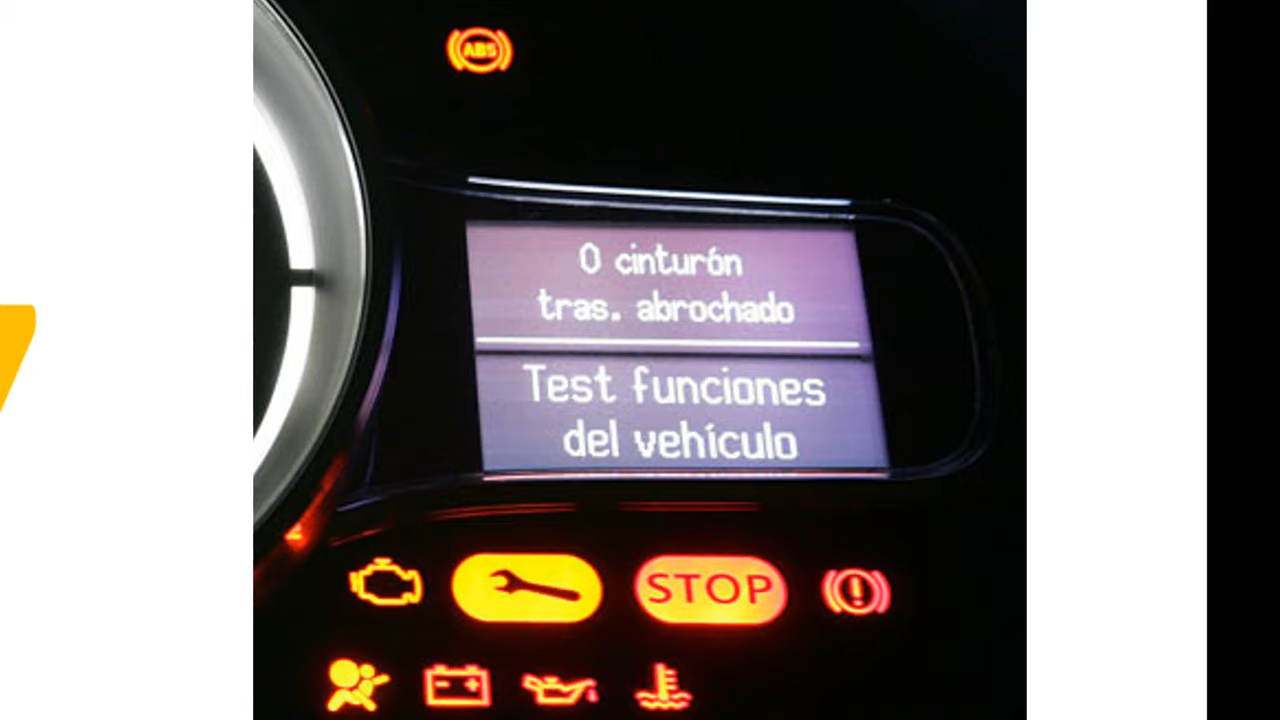 ABS
0 cinturón
tras. abrochado
Test funciones
del vehículo
STOP